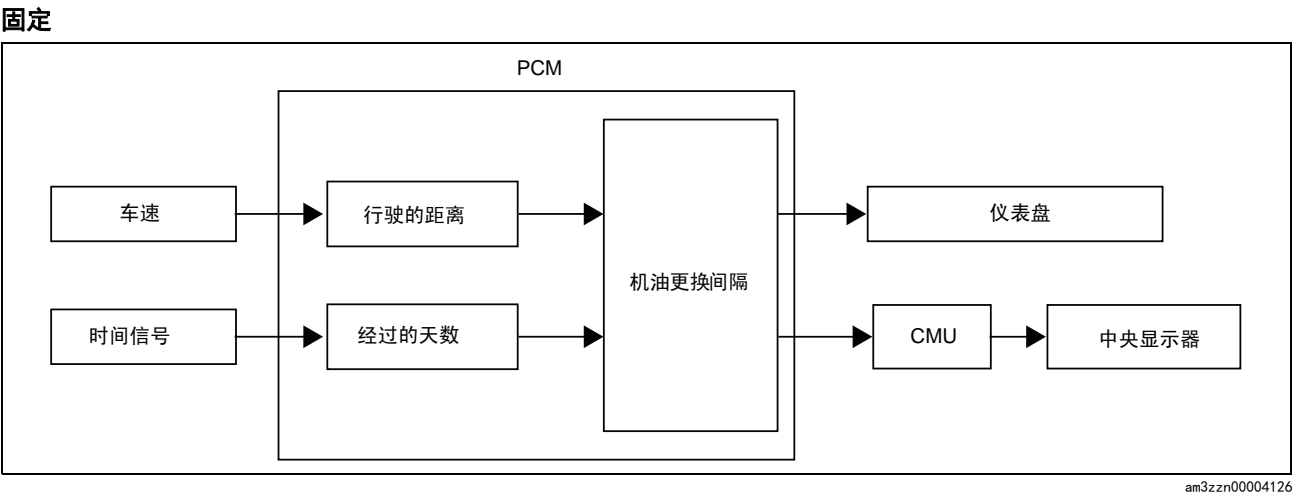 固定
PCM
车速
行驶的距离
仪表盘
机油更换间隔
时间信号
经过的天数
CMU
中央显示器
am3zzn00004126